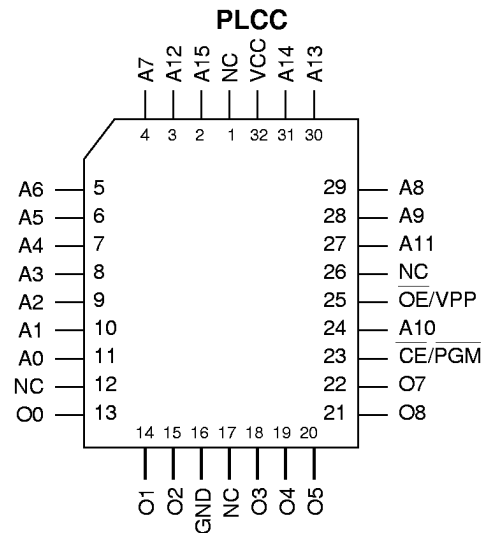 PLCC
A7 A12 A15 NC VCC A14 A13
4 3 2 1 32 31 30
A6 5 29 A8
A5 6 28 A9
A4 7 27 A11
A3 8 26 NC
A2 9 25 OE/VPP
A1 10 24 A10
A0 11 23 CE/PGM
NC 12 22 O7
O0 13 21 O8
14 15 16 17 18 19 20
O1 O2 GND NC O3 O4 O5